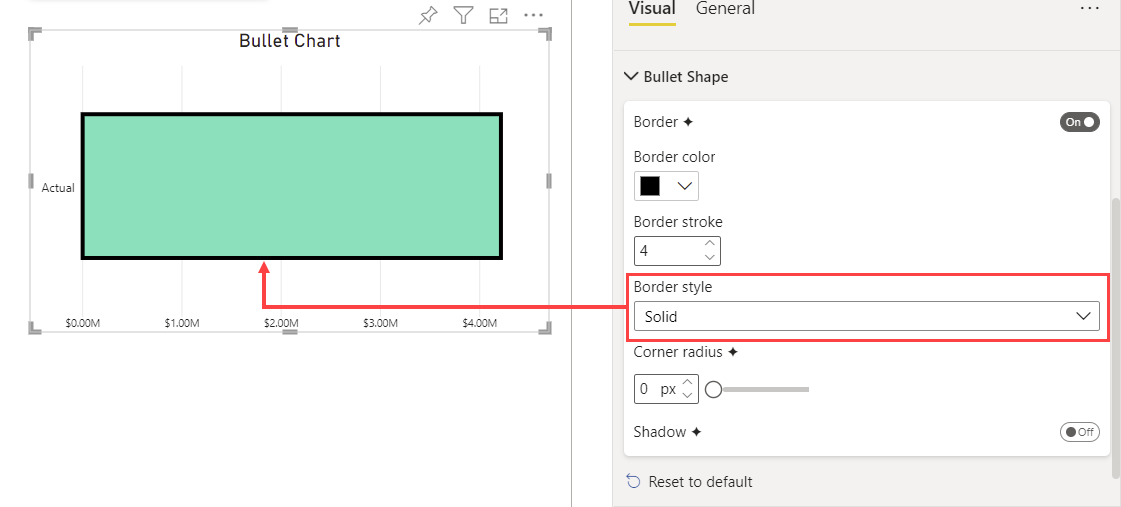 Bullet Chart
Actual
$0.00M $1.00M $2.00M $3.00M $4.00M
Visual General
Bullet Shape
Border
On
Border color
Border stroke
4
Border style
Solid
Corner radius
0 px
Shadow
Off
Reset to default